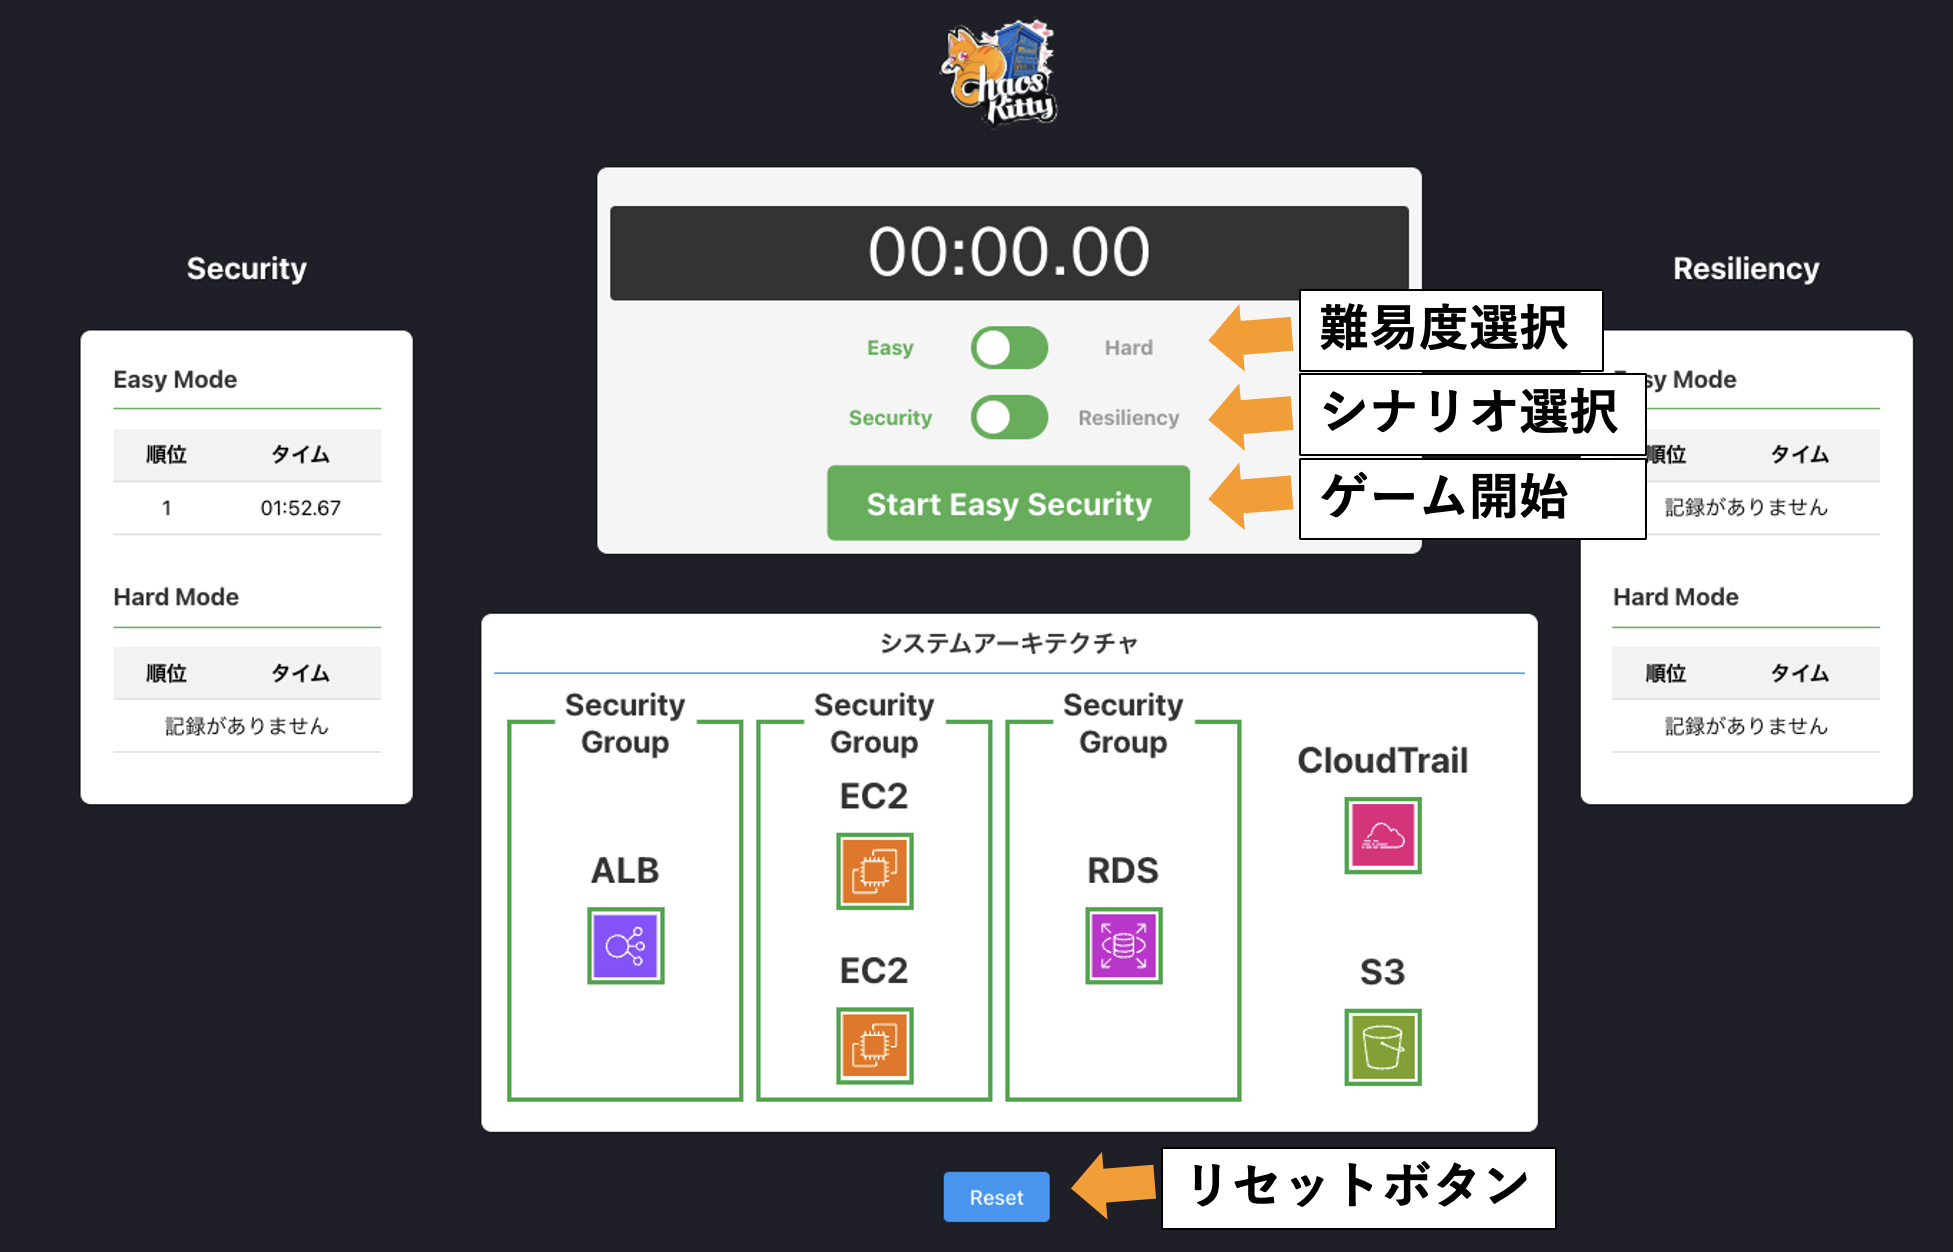 Chaos
Kitty
00:00.00
Easy
Hard
難易度選択
Security
Resiliency
シナリオ選択
Start Easy Security
ゲーム開始
Security
Easy Mode
順位 タイム
1 01:52.67
Hard Mode
順位 タイム
記録がありません
Resiliency
sy Mode
順位 タイム
記録がありません
Hard Mode
順位 タイム
記録がありません
システムアーキテクチャ
Security
Group
ALB
Security
Group
EC2
EC2
Security
Group
RDS
CloudTrail
S3
Reset
リセットボタン